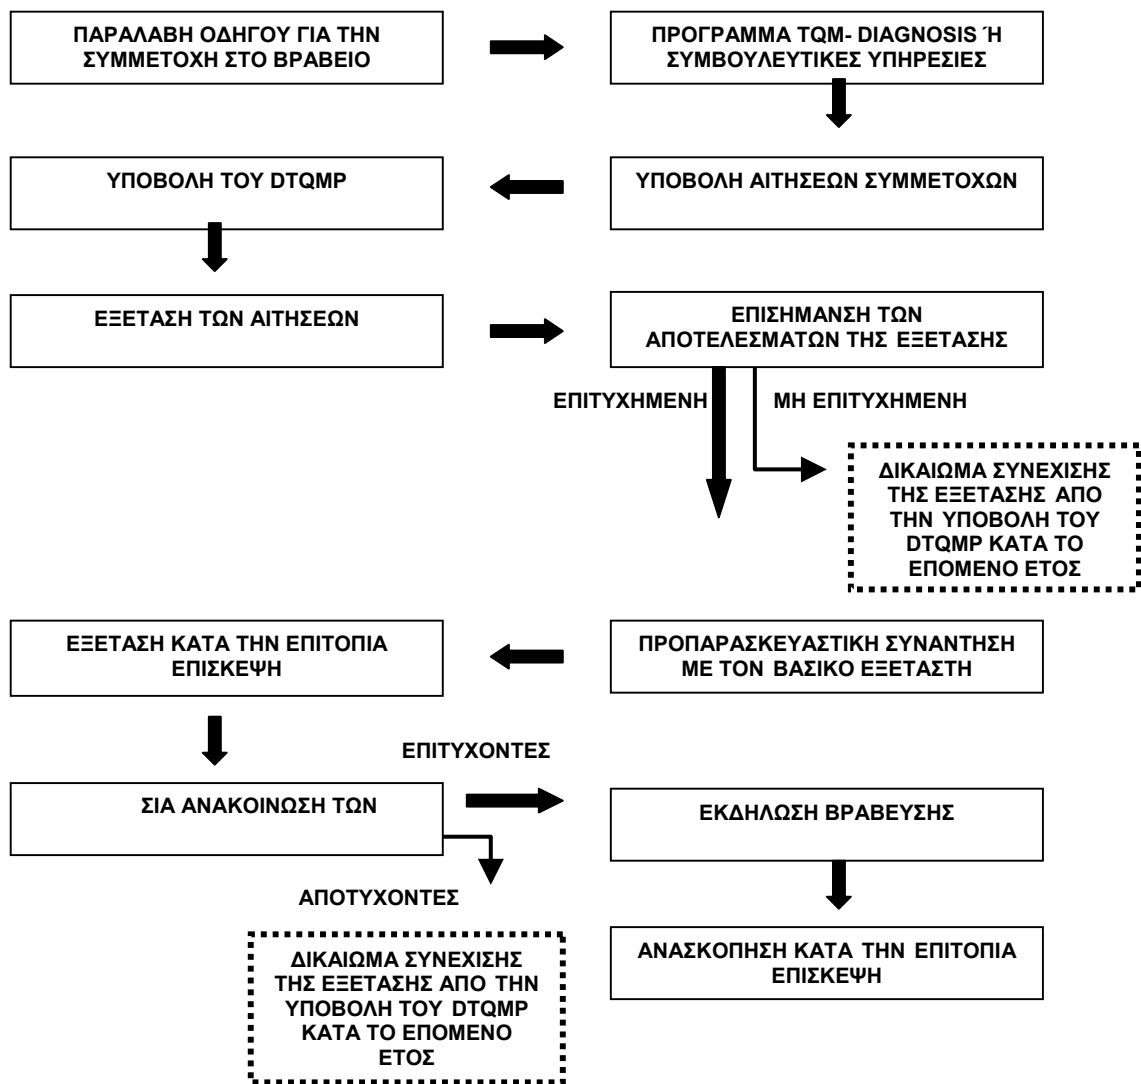 ΠΑΡΑΛΑΒΗ ΟΔΗΓΟΥ ΓΙΑ ΤΗΝ
ΣΥΜΜΕΤΟΧΗ ΣΤΟ ΒΡΑΒΕΙΟ
ΠΡΟΓΡΑΜΜΑ TQM- DIAGNOSIS Ή
ΣΥΜΒΟΥΛΕΥΤΙΚΕΣ ΥΠΗΡΕΣΙΕΣ
ΥΠΟΒΟΛΗ ΑΙΤΗΣΕΩΝ ΣΥΜΜΕΤΟΧΩΝ
ΥΠΟΒΟΛΗ ΤΟΥ DTQMP
ΕΞΕΤΑΣΗ ΤΩΝ ΑΙΤΗΣΕΩΝ
ΕΠΙΣΗΜΑΝΣΗ ΤΩΝ
ΑΠΟΤΕΛΕΣΜΑΤΩΝ ΤΗΣ ΕΞΕΤΑΣΗΣ
ΕΠΙΤΥΧΗΜΕΝΗ
ΜΗ ΕΠΙΤΥΧΗΜΕΝΗ
ΔΙΚΑΙΩΜΑ ΣΥΝΕΧΙΣΗΣ
ΤΗΣ ΕΞΕΤΑΣΗΣ ΑΠΟ
ΤΗΝ ΥΠΟΒΟΛΗ ΤΟΥ
DTQMP ΚΑΤΑ ΤΟ
ΕΠΟΜΕΝΟ ΕΤΟΣ
ΠΡΟΠΑΡΑΣΚΕΥΑΣΤΙΚΗ ΣΥΝΑΝΤΗΣΗ
ΜΕ ΤΟΝ ΒΑΣΙΚΟ ΕΞΕΤΑΣΤΗ
ΕΞΕΤΑΣΗ ΚΑΤΑ ΤΗΝ ΕΠΙΤΟΠΙΑ
ΕΠΙΣΚΕΨΗ
ΣΙΑ ΑΝΑΚΟΙΝΩΣΗ ΤΩΝ
ΕΠΙΤΥΧΟΝΤΕΣ
ΑΠΟΤΥΧΟΝΤΕΣ
ΔΙΚΑΙΩΜΑ ΣΥΝΕΧΙΣΗΣ
ΤΗΣ ΕΞΕΤΑΣΗΣ ΑΠΟ ΤΗΝ
ΥΠΟΒΟΛΗ ΤΟΥ DTQMP
ΚΑΤΑ ΤΟ ΕΠΟΜΕΝΟ
ΕΤΟΣ
ΕΚΔΗΛΩΣΗ ΒΡΑΒΕΥΣΗΣ
ΑΝΑΣΚΟΠΗΣΗ ΚΑΤΑ ΤΗΝ ΕΠΙΤΟΠΙΑ
ΕΠΙΣΚΕΨΗ